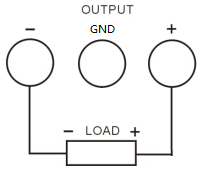 OUTPUT
− GND +
− LOAD +